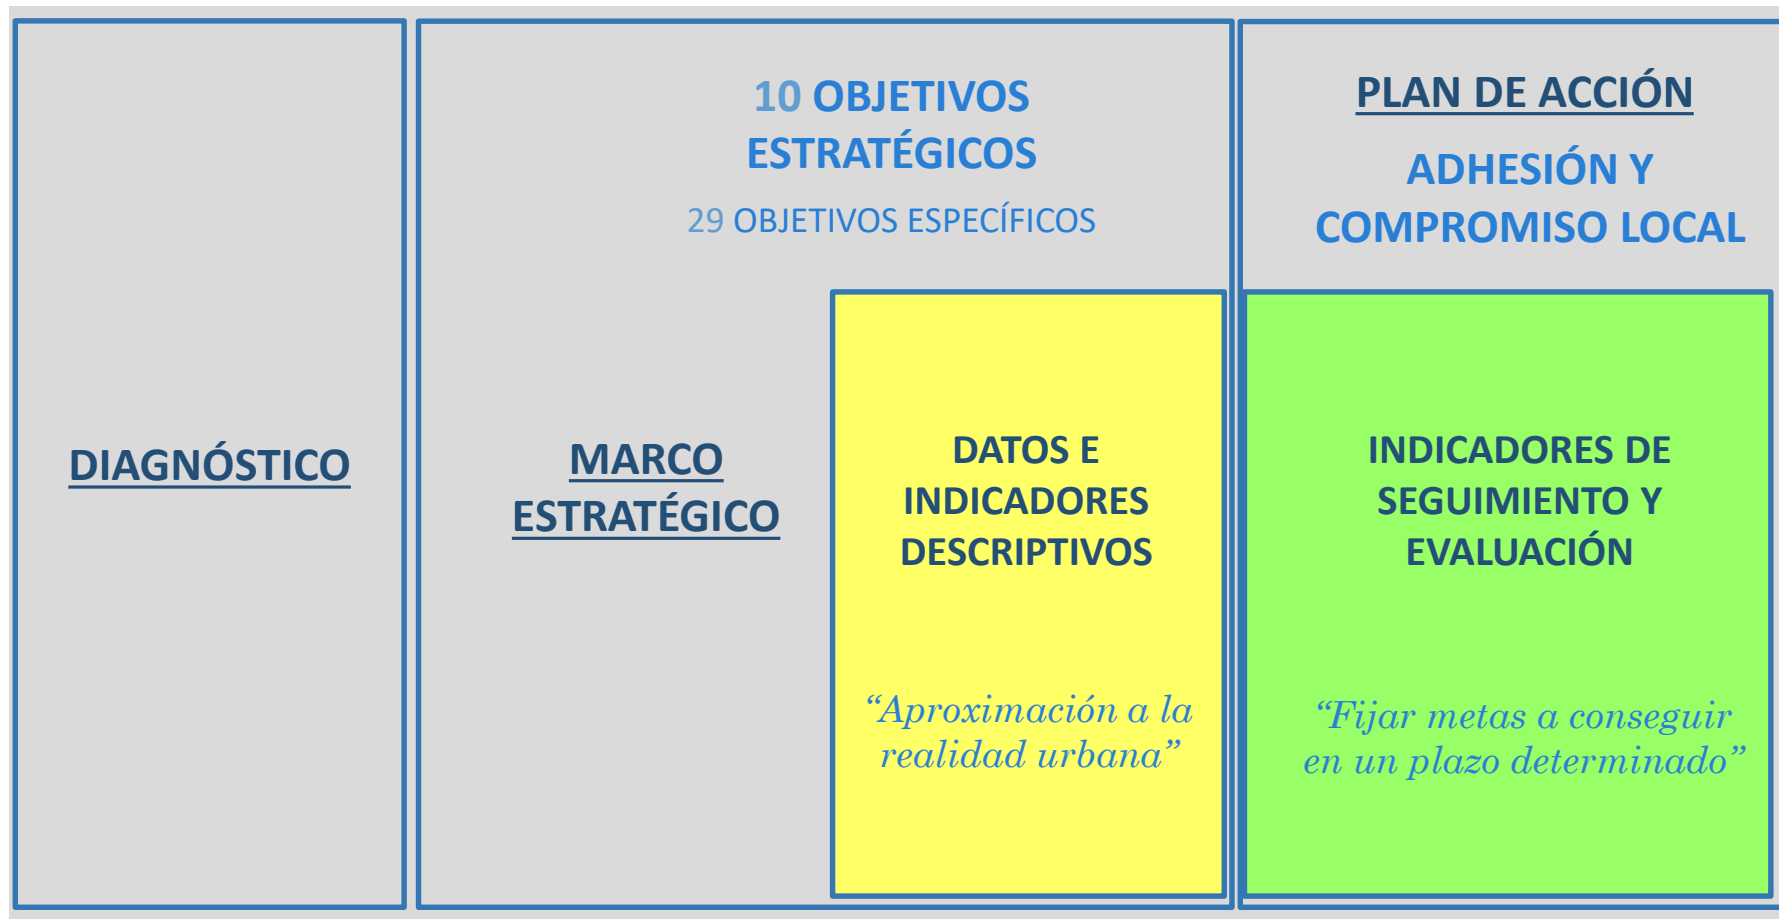 DIAGNÓSTICO
10 OBJETIVOS
ESTRATÉGICOS
29 OBJETIVOS ESPECÍFICOS
MARCO
ESTRATÉGICO
DATOS E
INDICADORES
DESCRIPTIVOS
“Aproximación a la
realidad urbana”
PLAN DE ACCIÓN
ADHESIÓN Y
COMPROMISO LOCAL
INDICADORES DE
SEGUIMIENTO Y
EVALUACIÓN
“Fijar metas a conseguir
en un plazo determinado”